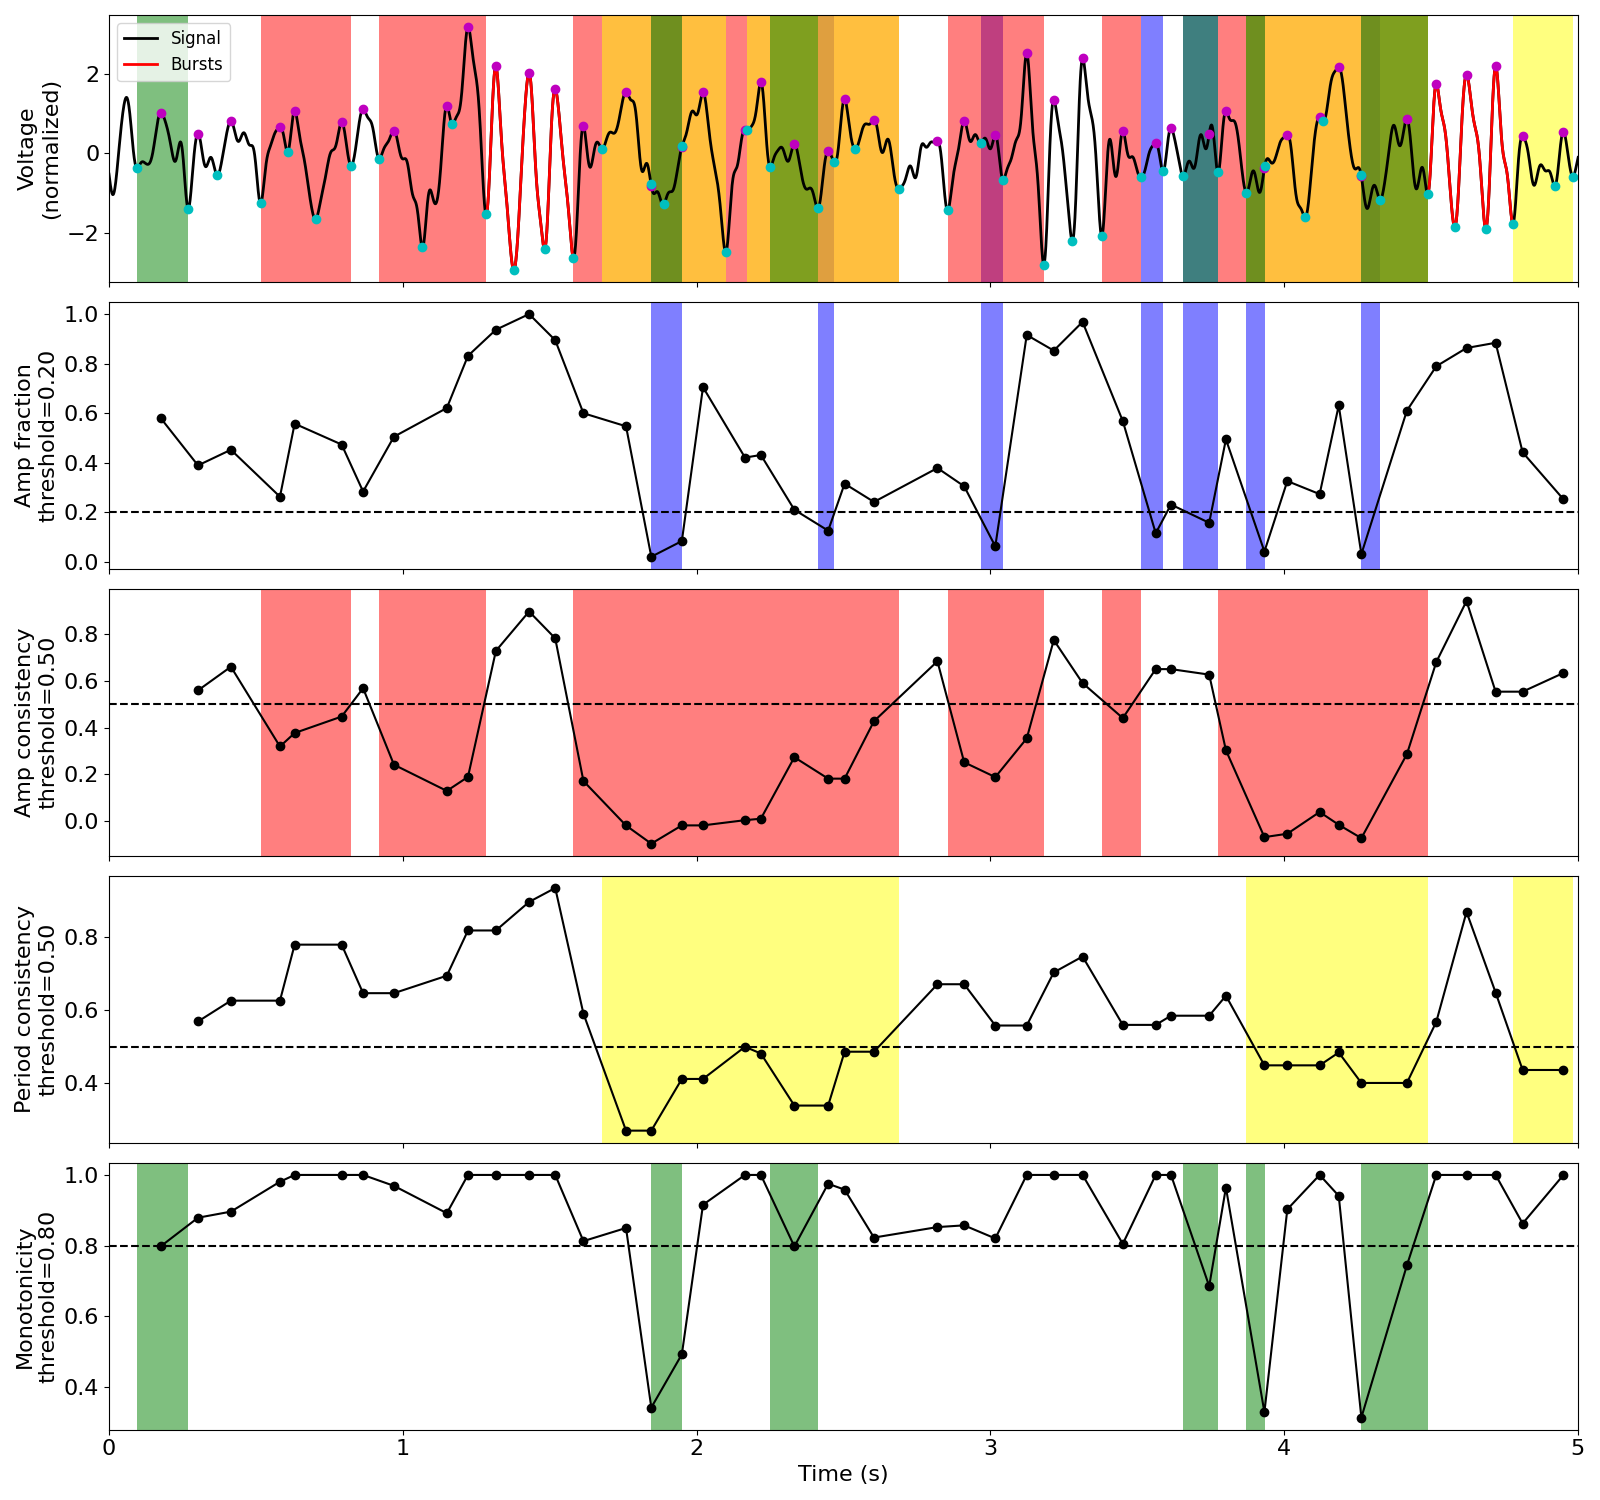 Signal
Bursts
Voltage
(normalized)
2
0
−2
Amp fraction
threshold=0.20
1.0
0.8
0.6
0.4
0.2
0.0
Amp consistency
threshold=0.50
0.8
0.6
0.4
0.2
0.0
Period consistency
threshold=0.50
0.8
0.6
0.4
Monotonicity
threshold=0.80
1.0
0.8
0.6
0.4
0 1 2 3 4 5
Time (s)